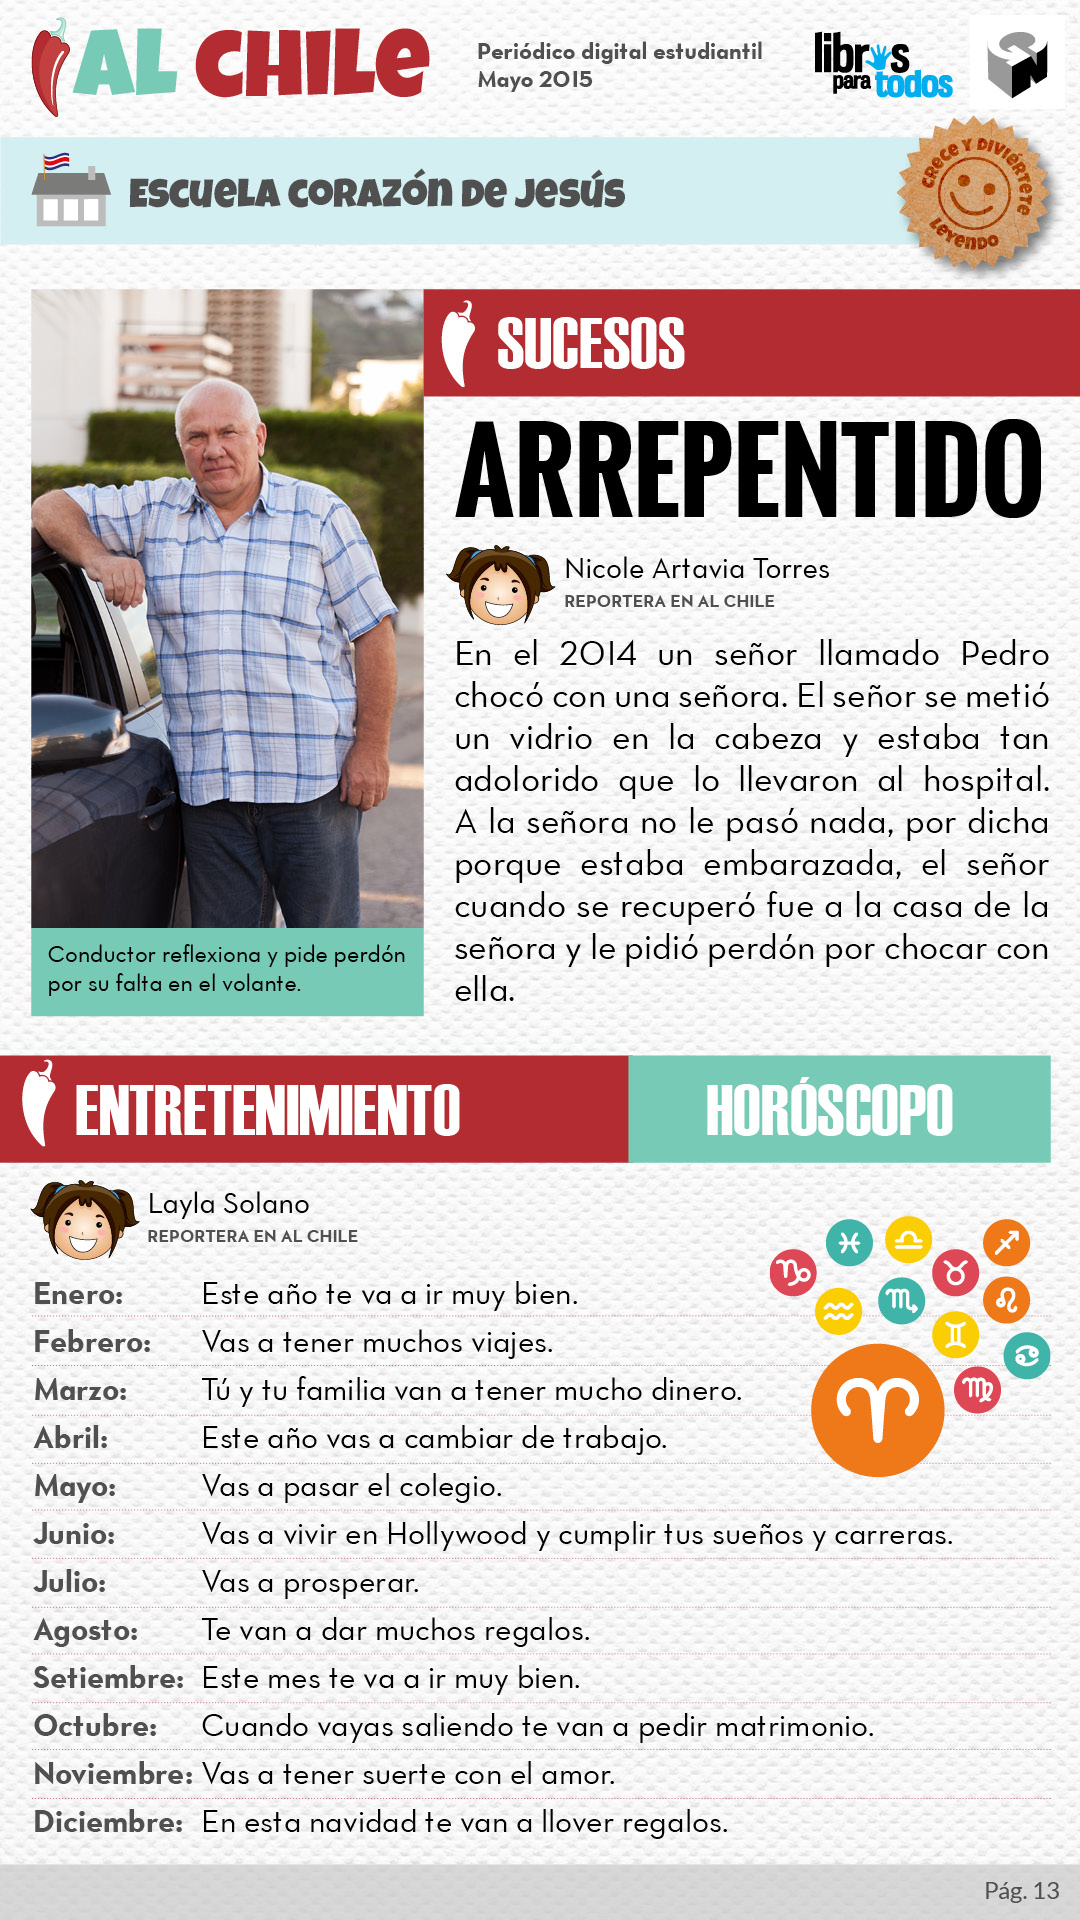 AL CHILE
Periódico digital estudiantil
Mayo 2015
libros
para todos
ESCUELA CORAZÓN DE JESÚS
CRECE Y DIVIÉRTETE
LEYENDO
SUCESOS
ARREPENTIDO
Nicole Artavia Torres
REPORTERA EN AL CHILE
En el 2014 un señor llamado Pedro
chocó con una señora. El señor se metió
un vidrio en la cabeza y estaba tan
adolorido que lo llevaron al hospital.
A la señora no le pasó nada, por dicha
porque estaba embarazada, el señor
cuando se recuperó fue a la casa de la
señora y le pidió perdón por chocar con
ella.
Conductor reflexiona y pide perdón
por su falta en el volante.
ENTRETENIMIENTO
HORÓSCOPO
Layla Solano
REPORTERA EN AL CHILE
Enero: Este año te va a ir muy bien.
Febrero: Vas a tener muchos viajes.
Marzo: Tú y tu familia van a tener mucho dinero.
Abril: Este año vas a cambiar de trabajo.
Mayo: Vas a pasar el colegio.
Junio: Vas a vivir en Hollywood y cumplir tus sueños y carreras.
Julio: Vas a prosperar.
Agosto: Te van a dar muchos regalos.
Setiembre: Este mes te va a ir muy bien.
Octubre: Cuando vayas saliendo te van a pedir matrimonio.
Noviembre: Vas a tener suerte con el amor.
Diciembre: En esta navidad te van a llover regalos.
Pág. 13